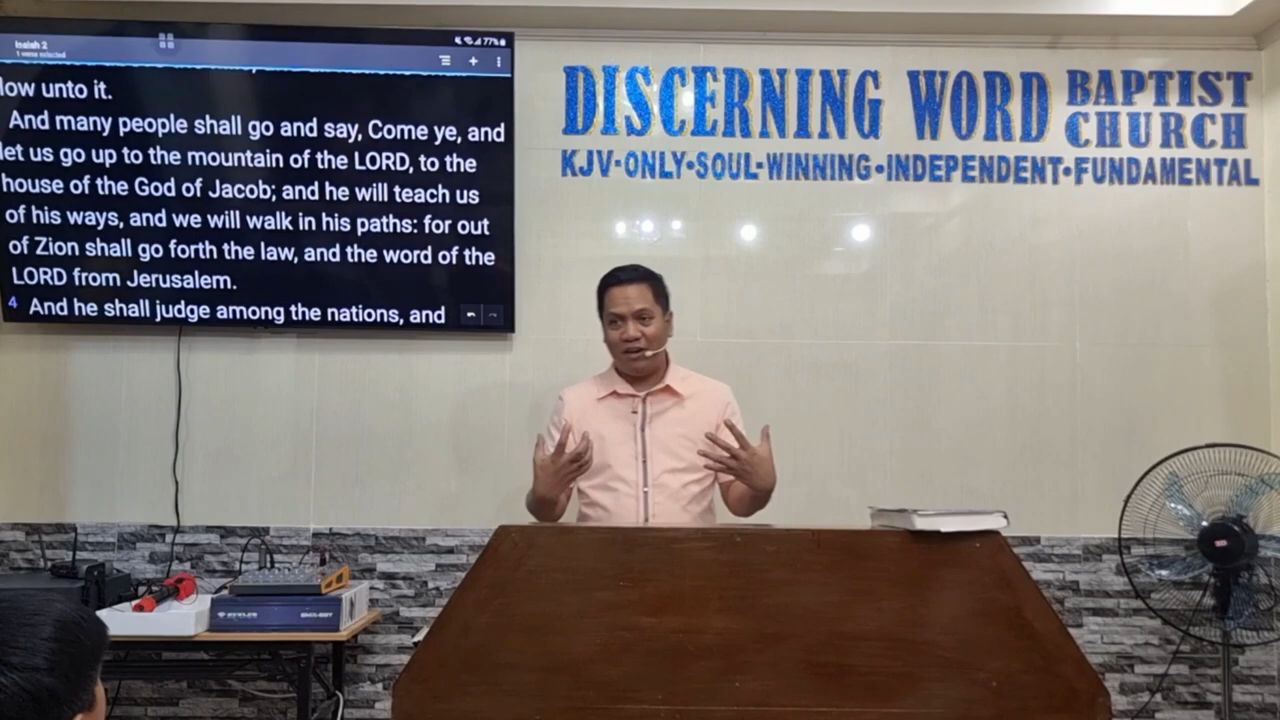 Isaiah 2
1 verse selected
77%
low unto it.
And many people shall go and say, Come ye, and
let us go up to the mountain of the LORD, to the
house of the God of Jacob; and he will teach us
of his ways, and we will walk in his paths: for out
of Zion shall go forth the law, and the word of the
LORD from Jerusalem.
4 And he shall judge among the nations, and
DISCERNING WORD BAPTIST
CHURCH
KJV-ONLY•SOUL-WINNING•INDEPENDENT•FUNDAMENTAL